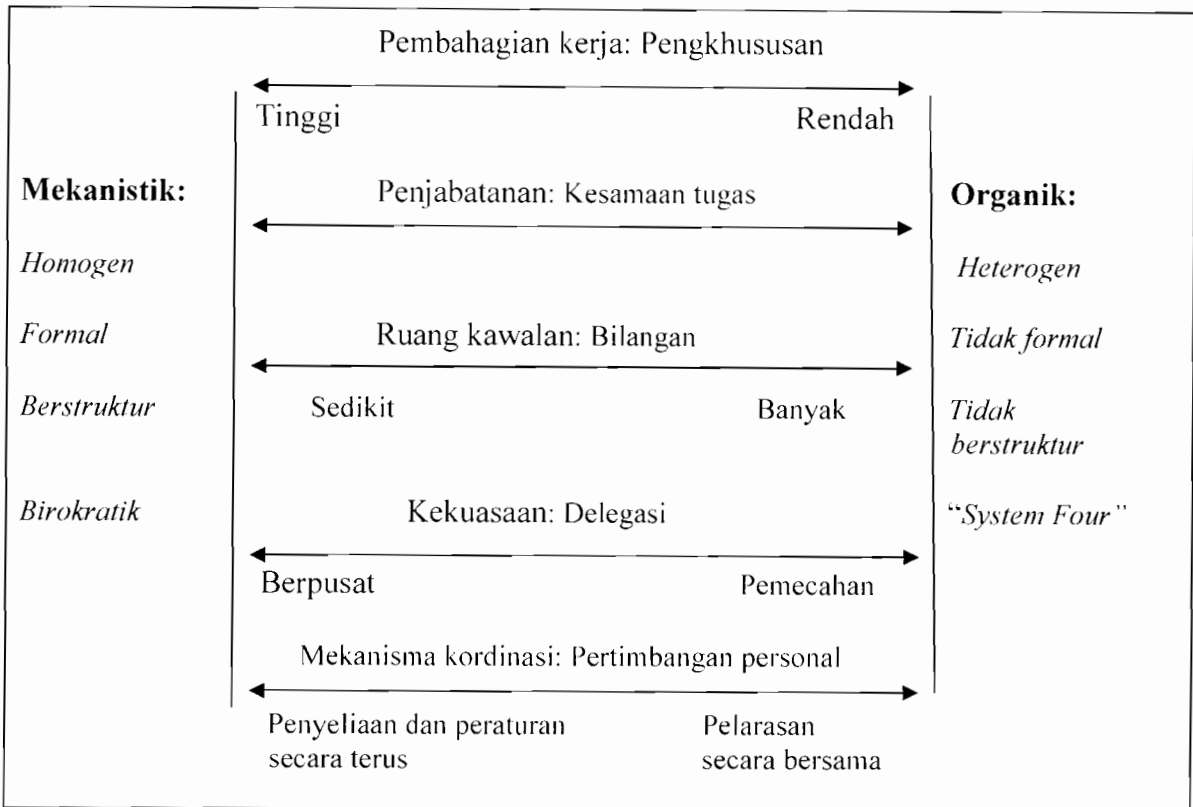 Pembahagian kerja: Pengkhususan
Tinggi
Rendah
Mekanistik:
Penjabatanan: Kesamaan tugas
Organik:
Homogen
Heterogen
Formal
Ruang kawalan: Bilangan
Tidak formal
Berstruktur
Sedikit
Banyak
Tidak
berstruktur
Birokratik
Kekuasaan: Delegasi
"System Four"
Berpusat
Pemecahan
Mekanisma kordinasi: Pertimbangan personal
Penyeliaan dan peraturan
secara terus
Pelarasan
secara bersama